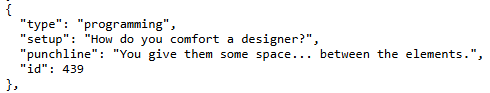 {
  "type": "programming",
  "setup": "How do you comfort a designer?",
  "punchline": "You give them some space... between the elements.",
  "id": 439
},